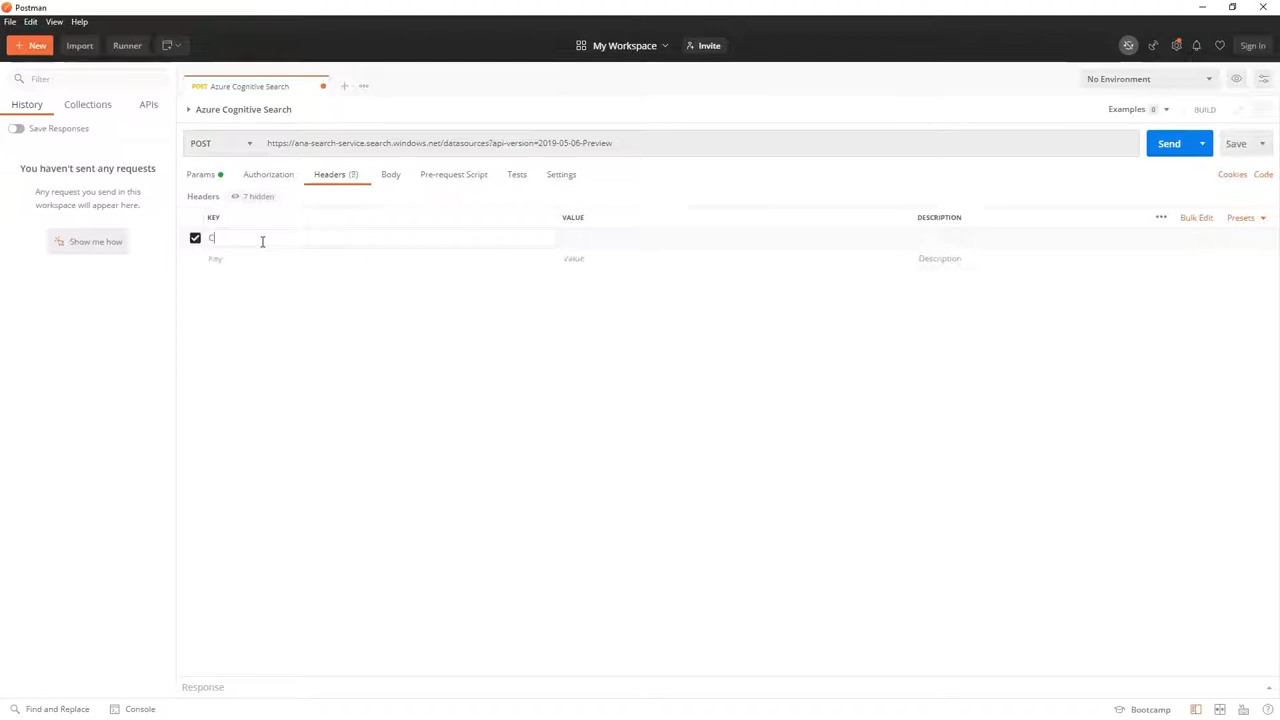 Postman
File Edit View Help
+ New Import Runner My Workspace Invite Sign In
Filter
POST Azure Cognitive Search No Environment
History Collections APIs
Azure Cognitive Search Examples 0 BUILD
Save Responses
POST https://ana-search-service.search.windows.net/datasources?api-version=2019-05-06-Preview Send Save
You haven't sent any requests
Any request you send in this
workspace will appear here.
Show me how
Params Authorization Headers (8) Body Pre-request Script Tests Settings Cookies Code
Headers 7 hidden
KEY VALUE DESCRIPTION Bulk Edit Presets
C
Key Value Description
Response
Find and Replace Console Bootcamp